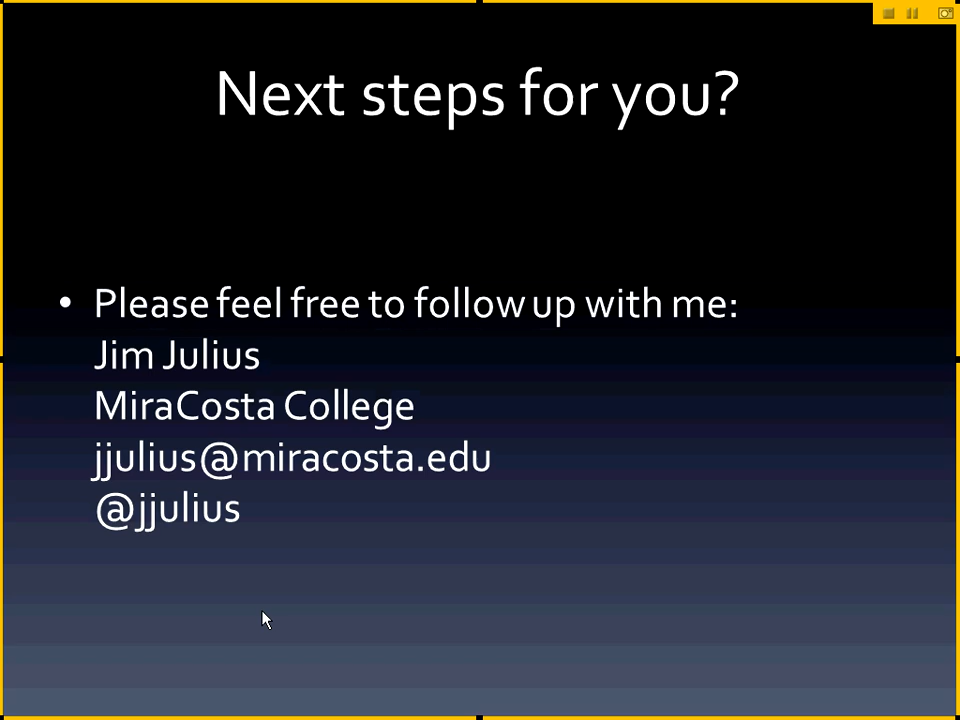 Next steps for you?
• Please feel free to follow up with me:
Jim Julius
MiraCosta College
jjulius@miracosta.edu
@jjulius